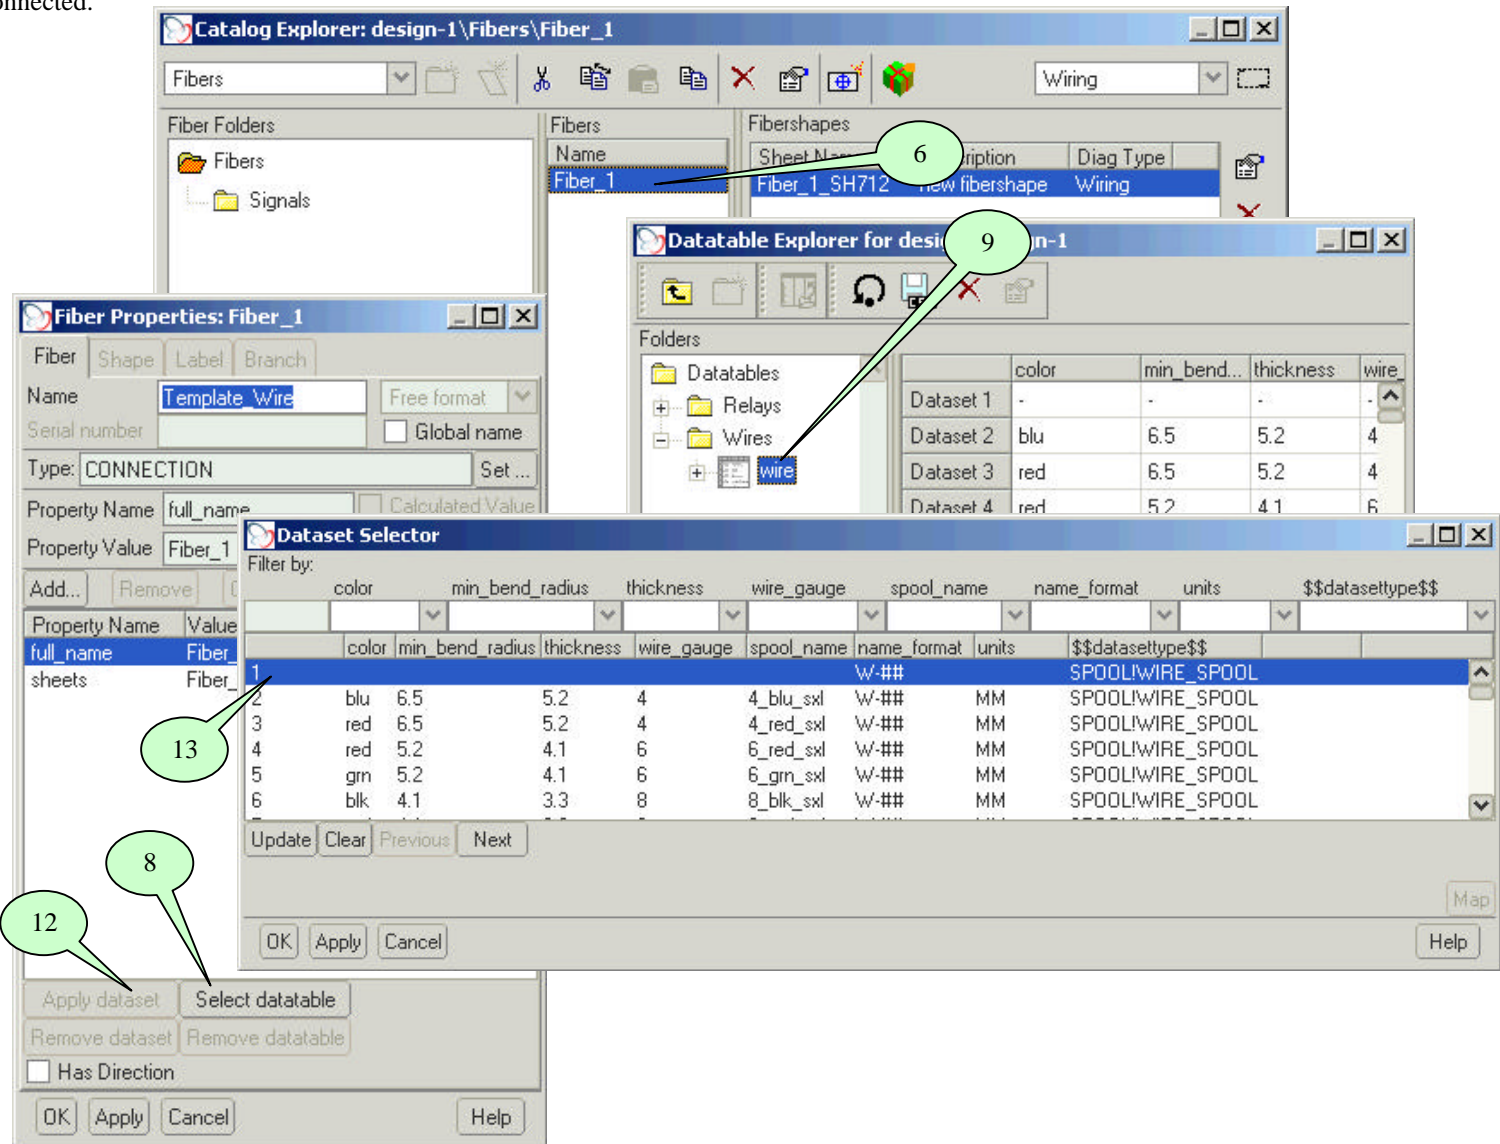 onnected.
Catalog Explorer: design-1\Fibers\Fiber_1
Fibers
Wiring
Fiber Folders
Fibers
Signals
Fibers
Name
Fiber_1
Fibershapes
Sheet Diag Type
Fiber_1_SH712 new fibershape Wiring
6
Datatable Explorer for n-1
9
Folders
Datatables
Relays
Wires
wire
color min_bend... thickness wire_
Dataset 1 - - - -
Dataset 2 blu 6.5 5.2 4
Dataset 3 red 6.5 5.2 4
Dataset 4 red 5.2 4.1 6
Fiber Properties: Fiber_1
Fiber Shape Label Branch
Name Template_Wire Free format
Serial number Global name
Type: CONNECTION Set ...
Property Name full_name Calculated Value
Property Value Fiber_1
Add... Remove
Property Name Value
full_name Fiber_
sheets Fiber_
13
8
12
Apply dataset Select datatable
Remove dataset Remove datatable
Has Direction
OK Apply Cancel Help
Dataset Selector
Filter by:
color min_bend_radius thickness wire_gauge spool_name name_format units $$datasettype$$
color min_bend_radius thickness wire_gauge spool_name name_format units $$datasettype$$
1 W-## SPOOL!WIRE_SPOOL
2 blu 6.5 5.2 4 4_blu_sxl W-## MM SPOOL!WIRE_SPOOL
3 red 6.5 5.2 4 4_red_sxl W-## MM SPOOL!WIRE_SPOOL
4 red 5.2 4.1 6 6_red_sxl W-## MM SPOOL!WIRE_SPOOL
5 grn 5.2 4.1 6 6_grn_sxl W-## MM SPOOL!WIRE_SPOOL
6 blk 4.1 3.3 8 8_blk_sxl W-## MM SPOOL!WIRE_SPOOL
Update Clear Previous Next
Map
OK Apply Cancel Help